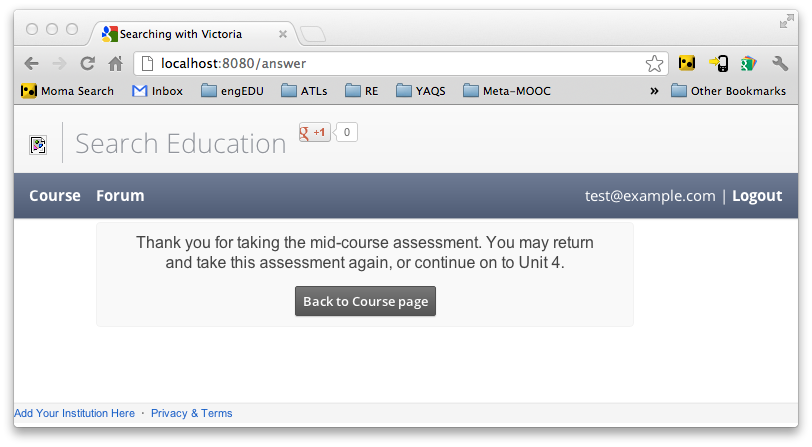 Searching with Victoria
localhost:8080/answer
Moma Search Inbox engEDU ATLs RE YAQS Meta-MOOC » Other Bookmarks
Search Education g +1 0
Course Forum test@example.com | Logout
Thank you for taking the mid-course assessment. You may return
and take this assessment again, or continue on to Unit 4.
Back to Course page
Add Your Institution Here · Privacy & Terms